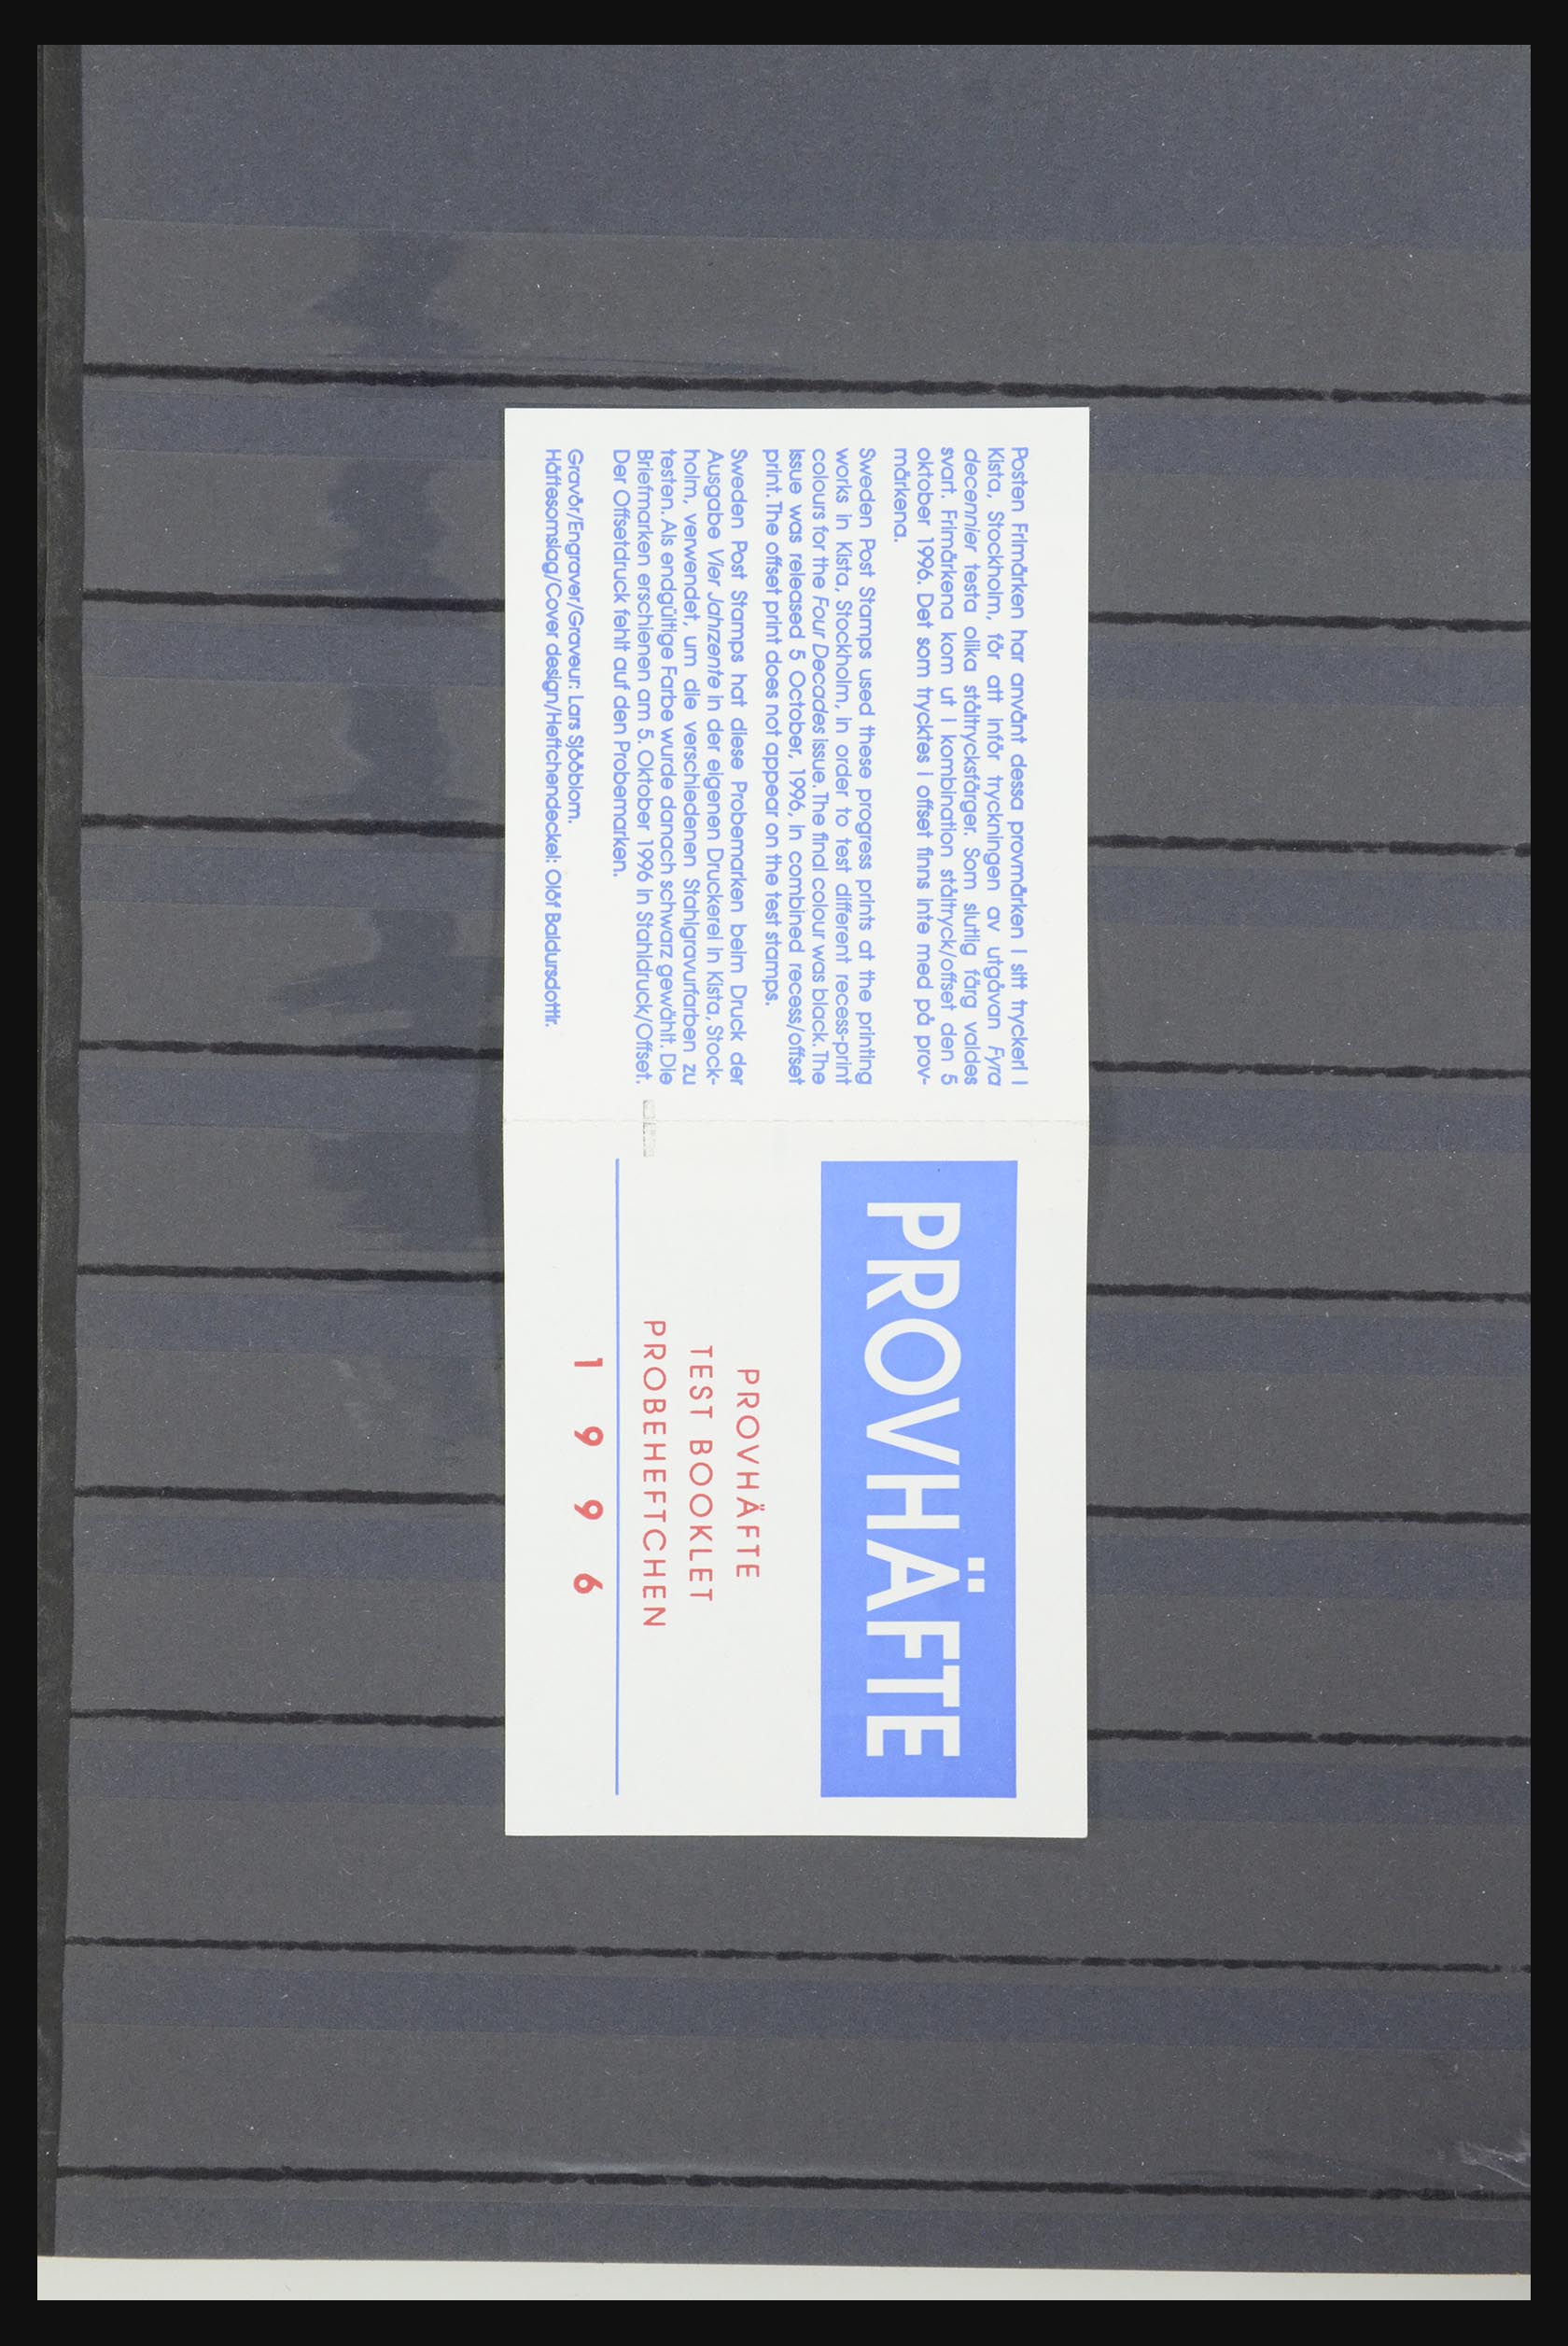 Posten Frimärken har använt dessa provmärken i sitt tryckeri i
Kista, Stockholm, för att inför tryckningen av utgåvan Fyra
decennier testa olika ståltrycksfärger. Som slutlig färg valdes
svart. Frimärkena kom ut i kombination ståltryck/offset den 5
oktober 1996. Det som trycktes i offset finns inte med på prov-
märkena.
Sweden Post Stamps used these progress prints at the printing
works in Kista, Stockholm, in order to test different recess-print
colours for the Four Decades issue. The final colour was black. The
issue was released 5 October, 1996, in combined recess/offset
print. The offset print does not appear on the test stamps.
Sweden Post Stamps hat diese Probemarken beim Druck der
Ausgabe Vier Jahrzente in der eigenen Druckerei in Kista, Stock-
holm, verwendet, um die verschiedenen Stahlgravurfarben zu
testen. Als endgültige Farbe wurde danach schwarz gewählt. Die
Briefmarken erschienen am 5. Oktober 1996 in Stahldruck/Offset.
Der Offsetdruck fehlt auf den Probemarken.
Gravör/Engraver/Graveur: Lars Sjööblom.
Häftesomslag/Cover design/Heftchendeckel: Olöf Baldursdottir.
PROVHÄFTE
PROVHÄFTE
TEST BOOKLET
PROBEHEFTCHEN
1 9 9 6